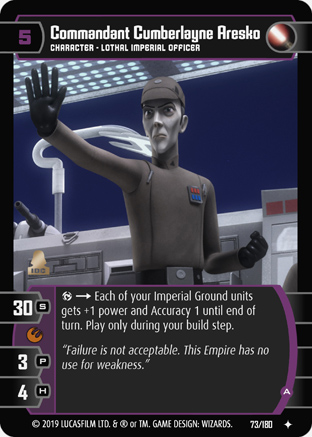 5
Commandant Cumberlayne Aresko
CHARACTER • LOTHAL IMPERIAL OFFICER
IDC
30 S
3 P
4 H
→ Each of your Imperial Ground units
gets +1 power and Accuracy 1 until end of
turn. Play only during your build step.
“Failure is not acceptable. This Empire has no
use for weakness.”
A
© 2019 LUCASFILM LTD. & ® or TM. GAME DESIGN: WIZARDS. 73/180